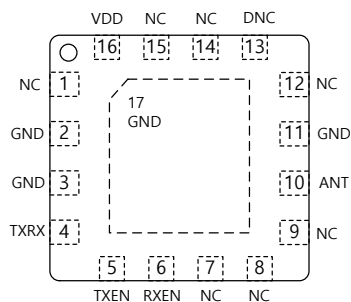 VDD NC NC DNC
16 15 14 13
NC 1 12 NC
17
GND
GND 2 11 GND
GND 3 10 ANT
TXRX 4 9 NC
5 6 7 8
TXEN RXEN NC NC